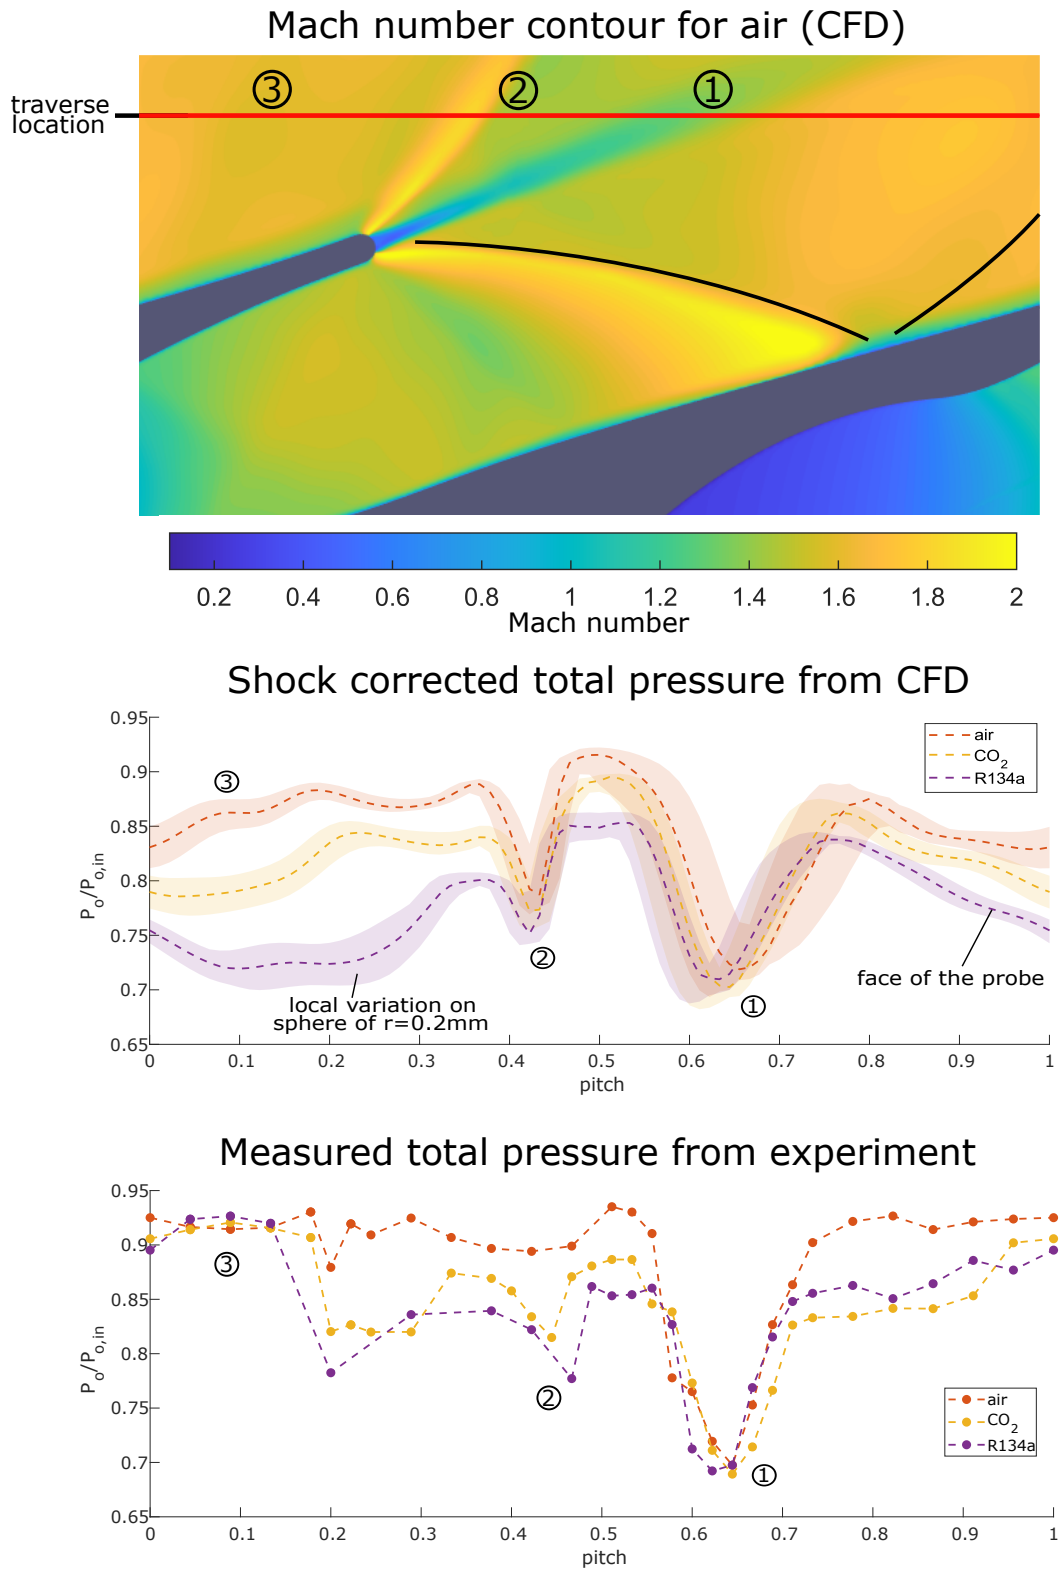 Mach number contour for air (CFD)
③ ② ①
traverse
location
0.2 0.4 0.6 0.8 1 1.2 1.4 1.6 1.8 2
Mach number
Shock corrected total pressure from CFD
0.95
0.9
0.85
0.8
0.75
0.7
0.65
P₀/P₀,in
③
②
①
air
CO₂
R134a
local variation on
sphere of r=0.2mm
face of the probe
0 0.1 0.2 0.3 0.4 0.5 0.6 0.7 0.8 0.9 1
pitch
Measured total pressure from experiment
0.95
0.9
0.85
0.8
0.75
0.7
0.65
P₀/P₀,in
③
②
①
air
CO₂
R134a
0 0.1 0.2 0.3 0.4 0.5 0.6 0.7 0.8 0.9 1
pitch